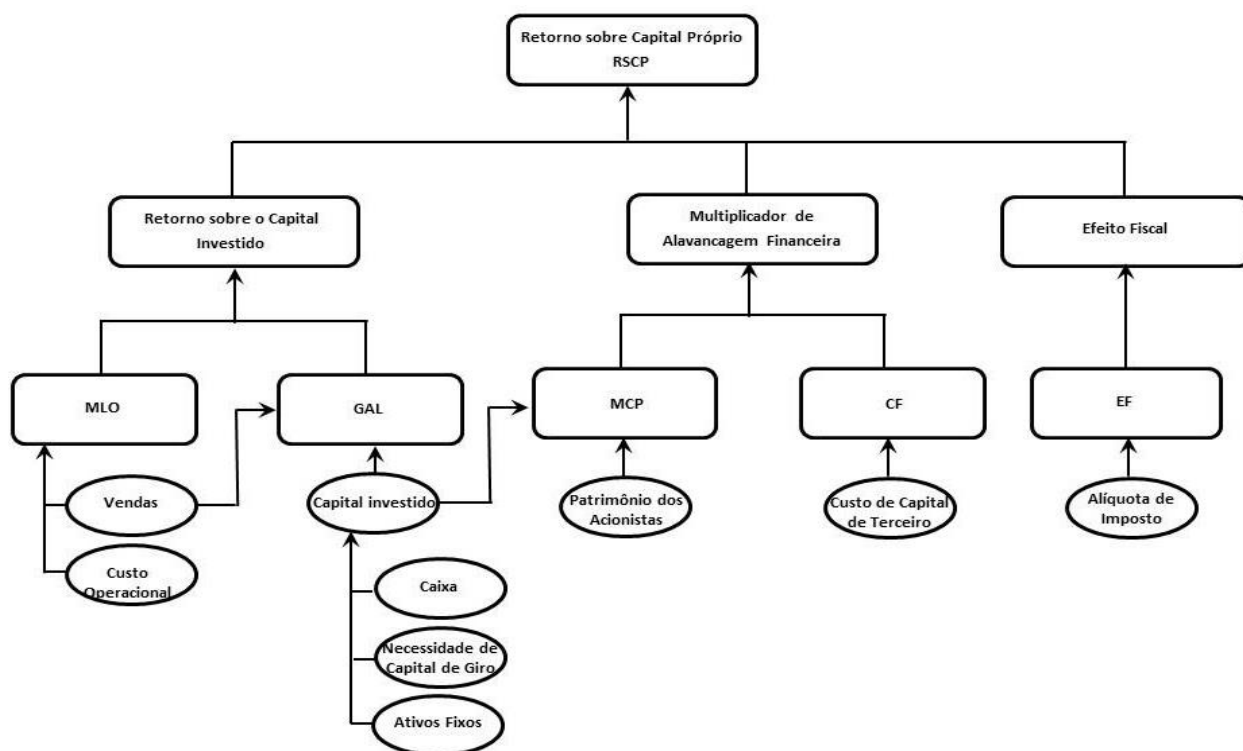 Retorno sobre Capital Próprio
RSCP
Retorno sobre o Capital
Investido
Multiplicador de
Alavancagem Financeira
Efeito Fiscal
MLO
GAL
MCP
CF
EF
Vendas
Capital investido
Patrimônio dos
Acionistas
Custo de Capital
de Terceiro
Alíquota de
Imposto
Custo
Operacional
Caixa
Necessidade de
Capital de Giro
Ativos Fixos